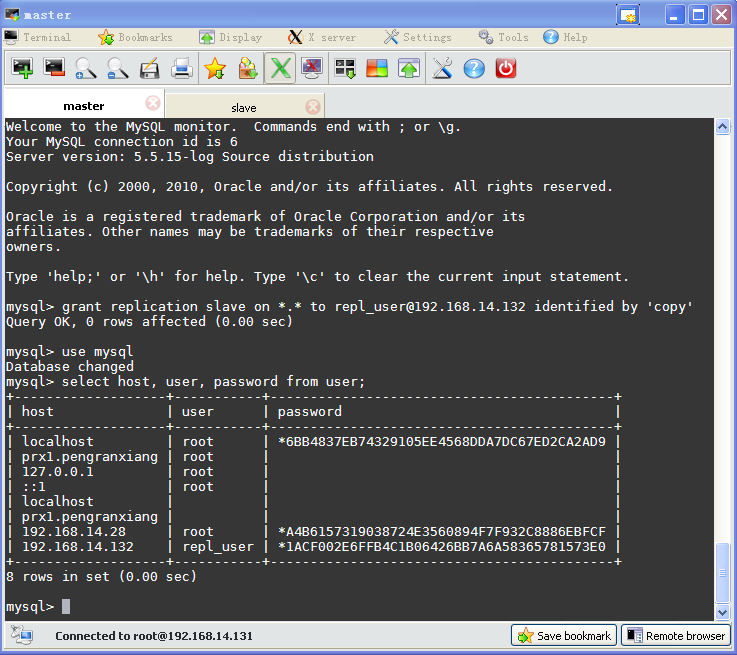 master
Terminal Bookmarks Display X server Settings Tools Help
master slave
Welcome to the MySQL monitor.  Commands end with ; or \g.
Your MySQL connection id is 6
Server version: 5.5.15-log Source distribution
Copyright (c) 2000, 2010, Oracle and/or its affiliates. All rights reserved.
Oracle is a registered trademark of Oracle Corporation and/or its
affiliates. Other names may be trademarks of their respective
owners.
Type 'help;' or '\h' for help. Type '\c' to clear the current input statement.
mysql> grant replication slave on *.* to repl_user@192.168.14.132 identified by 'copy'
Query OK, 0 rows affected (0.00 sec)
mysql> use mysql
Database changed
mysql> select host, user, password from user;
+-------------------+-----------+-------------------------------------------+
| host              | user      | password                                  |
+-------------------+-----------+-------------------------------------------+
| localhost         | root      | *6BB4837EB74329105EE4568DDA7DC67ED2CA2AD9 |
| prx1.pengranxiang | root      |                                           |
| 127.0.0.1         | root      |                                           |
| ::1               | root      |                                           |
| localhost         |           |                                           |
| prx1.pengranxiang |           |                                           |
| 192.168.14.28     | root      | *A4B6157319038724E3560894F7F932C8886EBFCF |
| 192.168.14.132    | repl_user | *1ACF002E6FFB4C1B06426BB7A6A58365781573E0 |
+-------------------+-----------+-------------------------------------------+
8 rows in set (0.00 sec)
mysql>
Connected to root@192.168.14.131 Save bookmark Remote browser